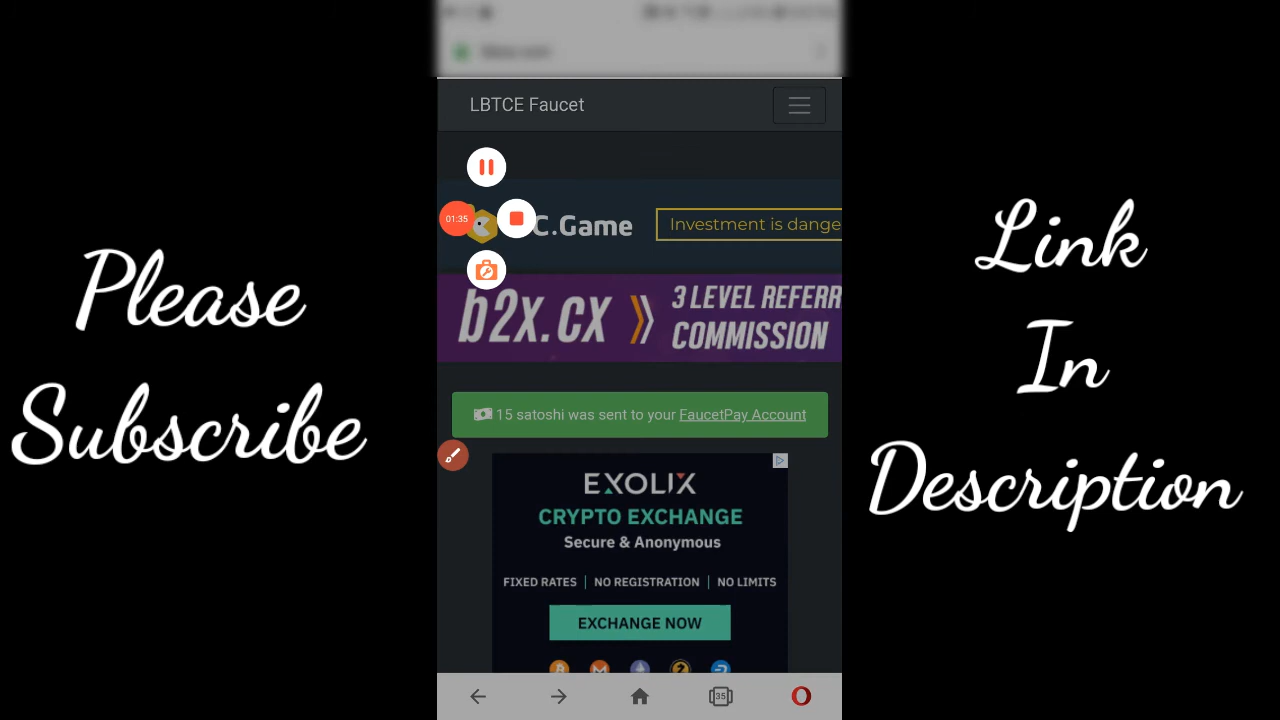 Please
Subscribe
LBTCE Faucet
01:35
C.Game
Investment is dange
b2x.cx
3 LEVEL REFERR
COMMISSION
15 satoshi was sent to your FaucetPay Account
EXOLIX
CRYPTO EXCHANGE
Secure & Anonymous
FIXED RATES | NO REGISTRATION | NO LIMITS
EXCHANGE NOW
35
Link
In
Description